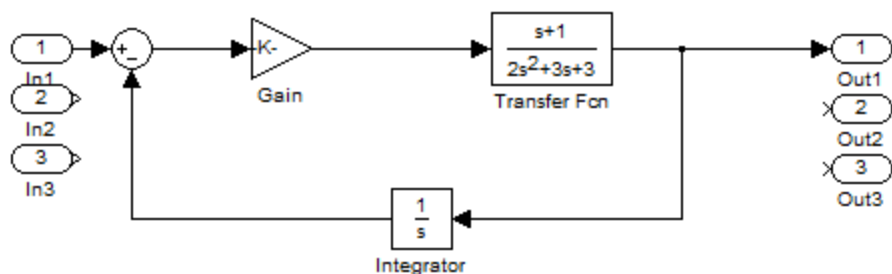 1
In1
2
In2
3
In3
+
−
K-
Gain
s+1
2s²+3s+3
Transfer Fcn
1
s
Integrator
1
Out1
2
Out2
3
Out3